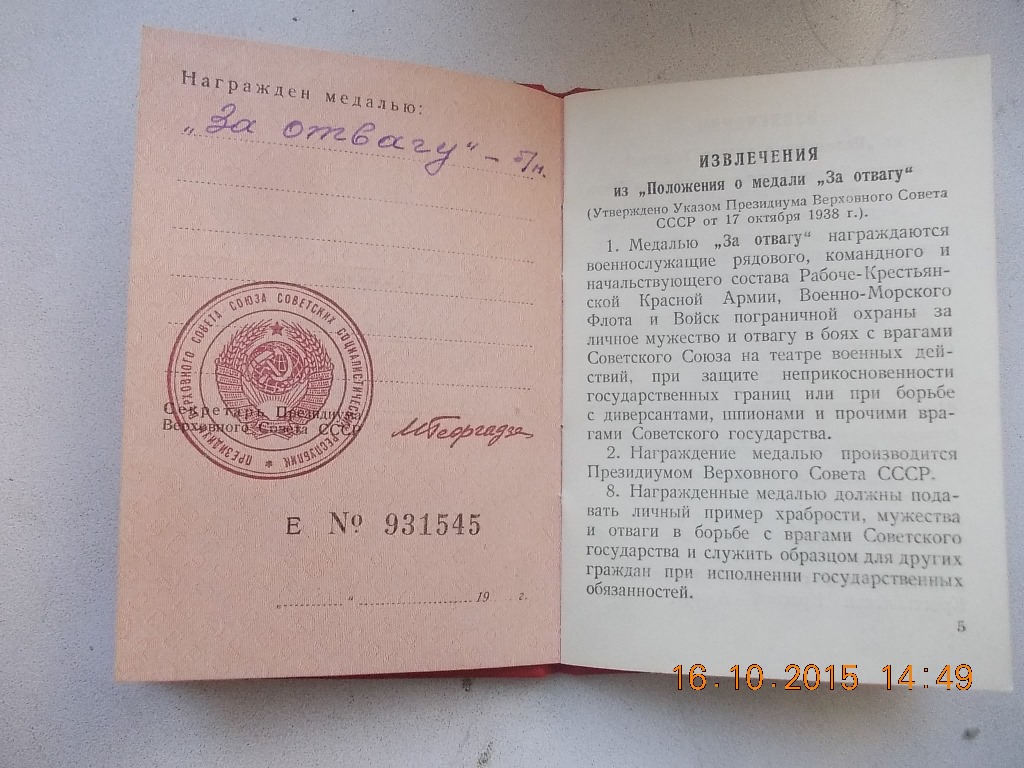 Награжден медалью:
„За отвагу“ – б/н.
ПРЕЗИДИУМ ВЕРХОВНОГО СОВЕТА СОЮЗА СОВЕТСКИХ СОЦИАЛИСТИЧЕСКИХ РЕСПУБЛИК
Секретарь Президиума
Верховного Совета СССР
МГеоргадзе
Е № 931545
„ “ 19 г.
ИЗВЛЕЧЕНИЯ
из „Положения о медали „За отвагу“
(Утверждено Указом Президиума Верховного Совета
СССР от 17 октября 1938 г.).
1. Медалью „За отвагу“ награждаются
военнослужащие рядового, командного и
начальствующего состава Рабоче-Крестьян-
ской Красной Армии, Военно-Морского
Флота и Войск пограничной охраны за
личное мужество и отвагу в боях с врагами
Советского Союза на театре военных дей-
ствий, при защите неприкосновенности
государственных границ или при борьбе
с диверсантами, шпионами и прочими вра-
гами Советского государства.
2. Награждение медалью производится
Президиумом Верховного Совета СССР.
8. Награжденные медалью должны пода-
вать личный пример храбрости, мужества
и отваги в борьбе с врагами Советского
государства и служить образцом для других
граждан при исполнении государственных
обязанностей.
5
16.10.2015 14:49